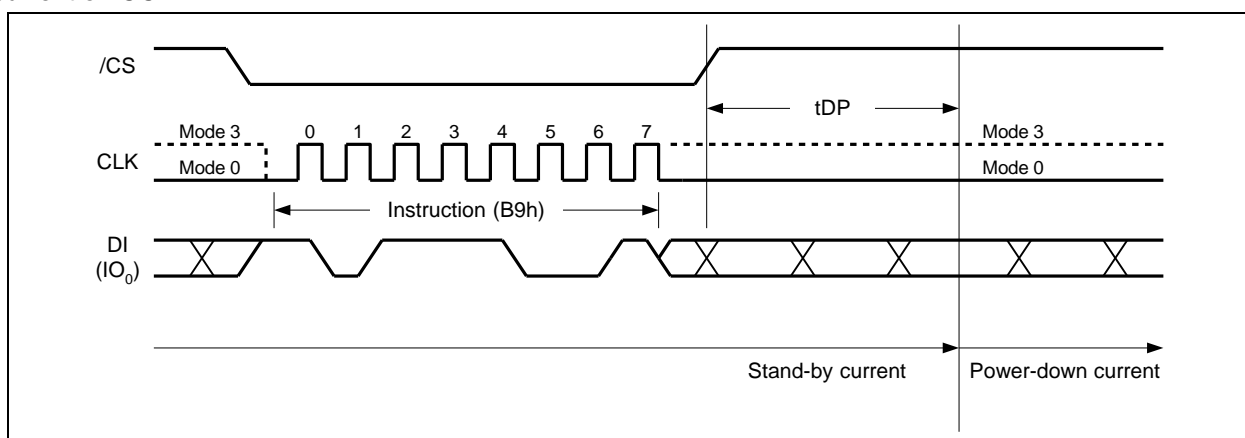 /CS
tDP
Mode 3 0 1 2 3 4 5 6 7 Mode 3
CLK
Mode 0 Mode 0
Instruction (B9h)
DI
(IO0)
Stand-by current Power-down current